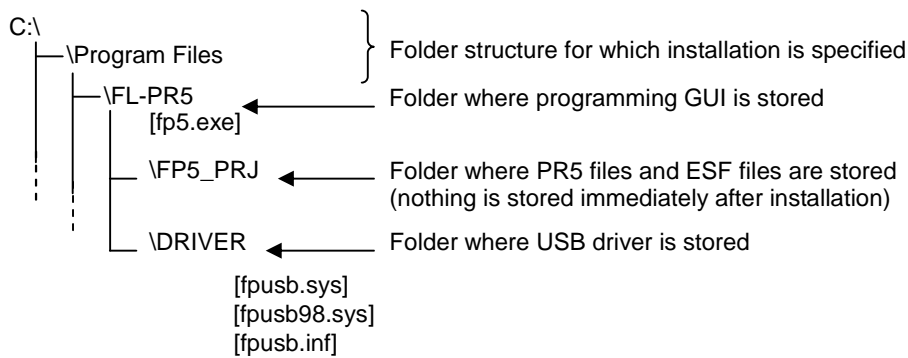 C:\
\Program Files
Folder structure for which installation is specified
\FL-PR5
Folder where programming GUI is stored
[fp5.exe]
\FP5_PRJ
Folder where PR5 files and ESF files are stored
(nothing is stored immediately after installation)
\DRIVER
Folder where USB driver is stored
[fpusb.sys]
[fpusb98.sys]
[fpusb.inf]